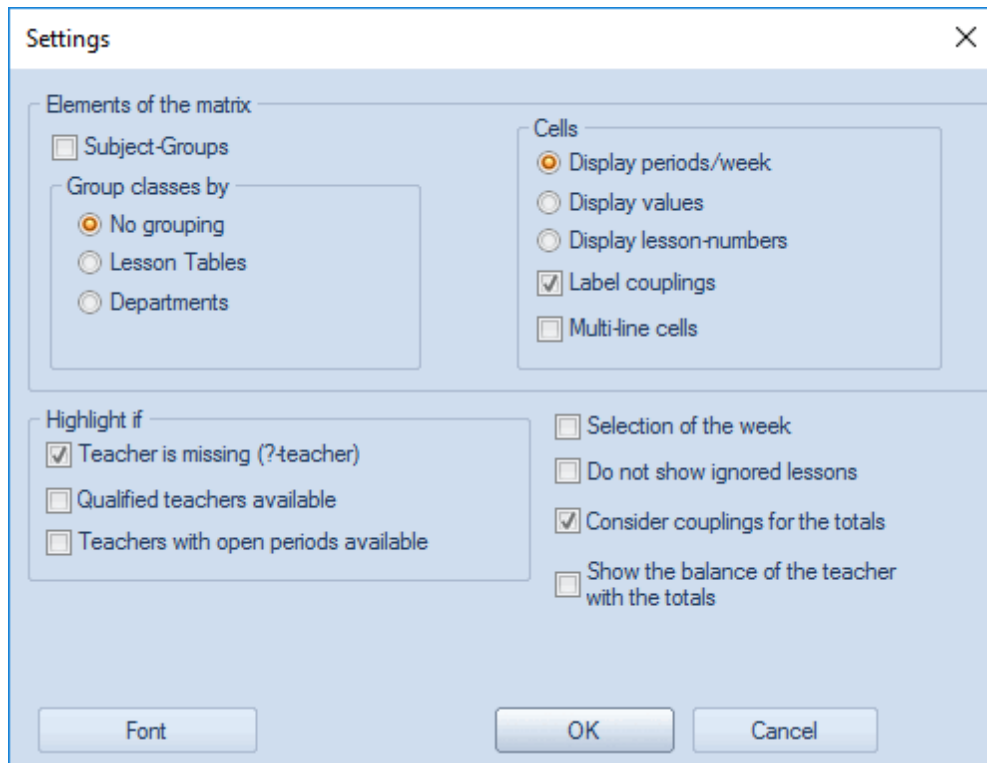 Settings
Elements of the matrix
Subject-Groups
Group classes by
No grouping
Lesson Tables
Departments
Cells
Display periods/week
Display values
Display lesson-numbers
Label couplings
Multi-line cells
Highlight if
Teacher is missing (?-teacher)
Qualified teachers available
Teachers with open periods available
Selection of the week
Do not show ignored lessons
Consider couplings for the totals
Show the balance of the teacher
with the totals
Font
OK
Cancel